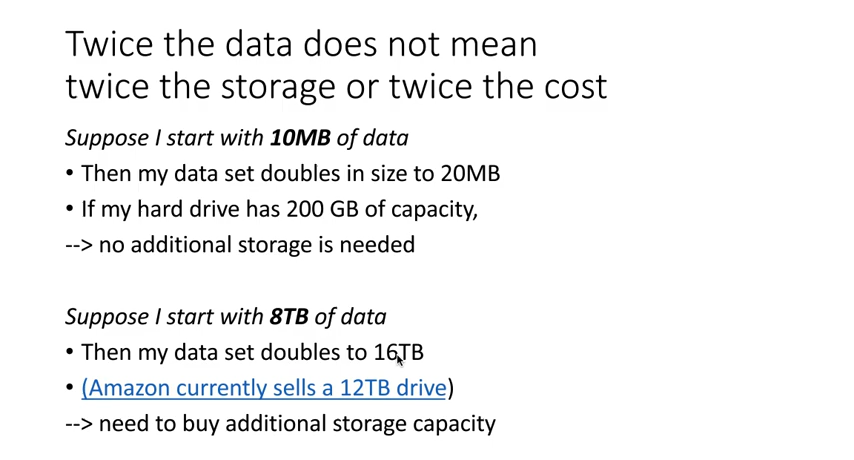 Twice the data does not mean
twice the storage or twice the cost
Suppose I start with 10MB of data
• Then my data set doubles in size to 20MB
• If my hard drive has 200 GB of capacity,
--> no additional storage is needed
Suppose I start with 8TB of data
• Then my data set doubles to 16TB
• (Amazon currently sells a 12TB drive)
--> need to buy additional storage capacity